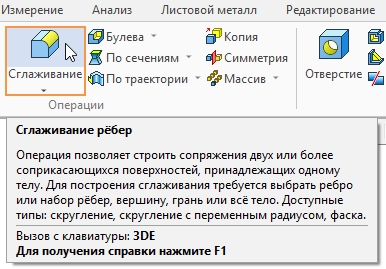 Измерение Анализ Листовой металл Поддержка
Булева Копия
Сглаживание По сечениям Симметрия Отверстие
По траектории Массив
Операции
Сглаживание рёбер
Операция позволяет строить сопряжения двух или более
соприкасающихся поверхностей, принадлежащих одному
телу. Для построения сглаживания требуется выбрать ребро
или набор рёбер, вершину, грань или всё тело. Доступные
типы: скругление, скругление с переменным радиусом, фаска.
Вызов с клавиатуры: 3DE
Для получения справки нажмите F1